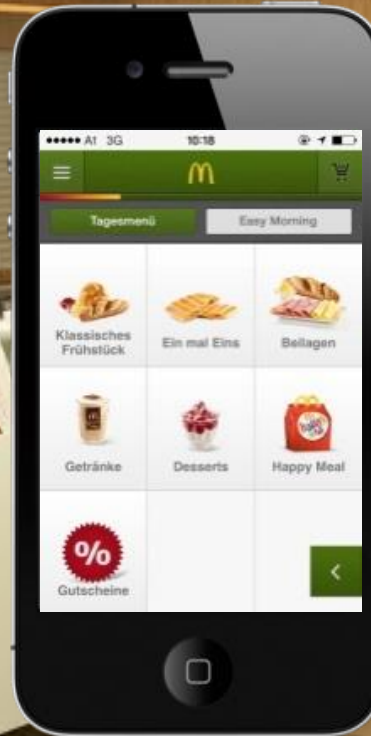 A1 3G 10:18
Tagesmenü Easy Morning
Klassisches
Frühstück
Ein mal Eins
Beilagen
Getränke
Desserts
Happy Meal
%
Gutscheine